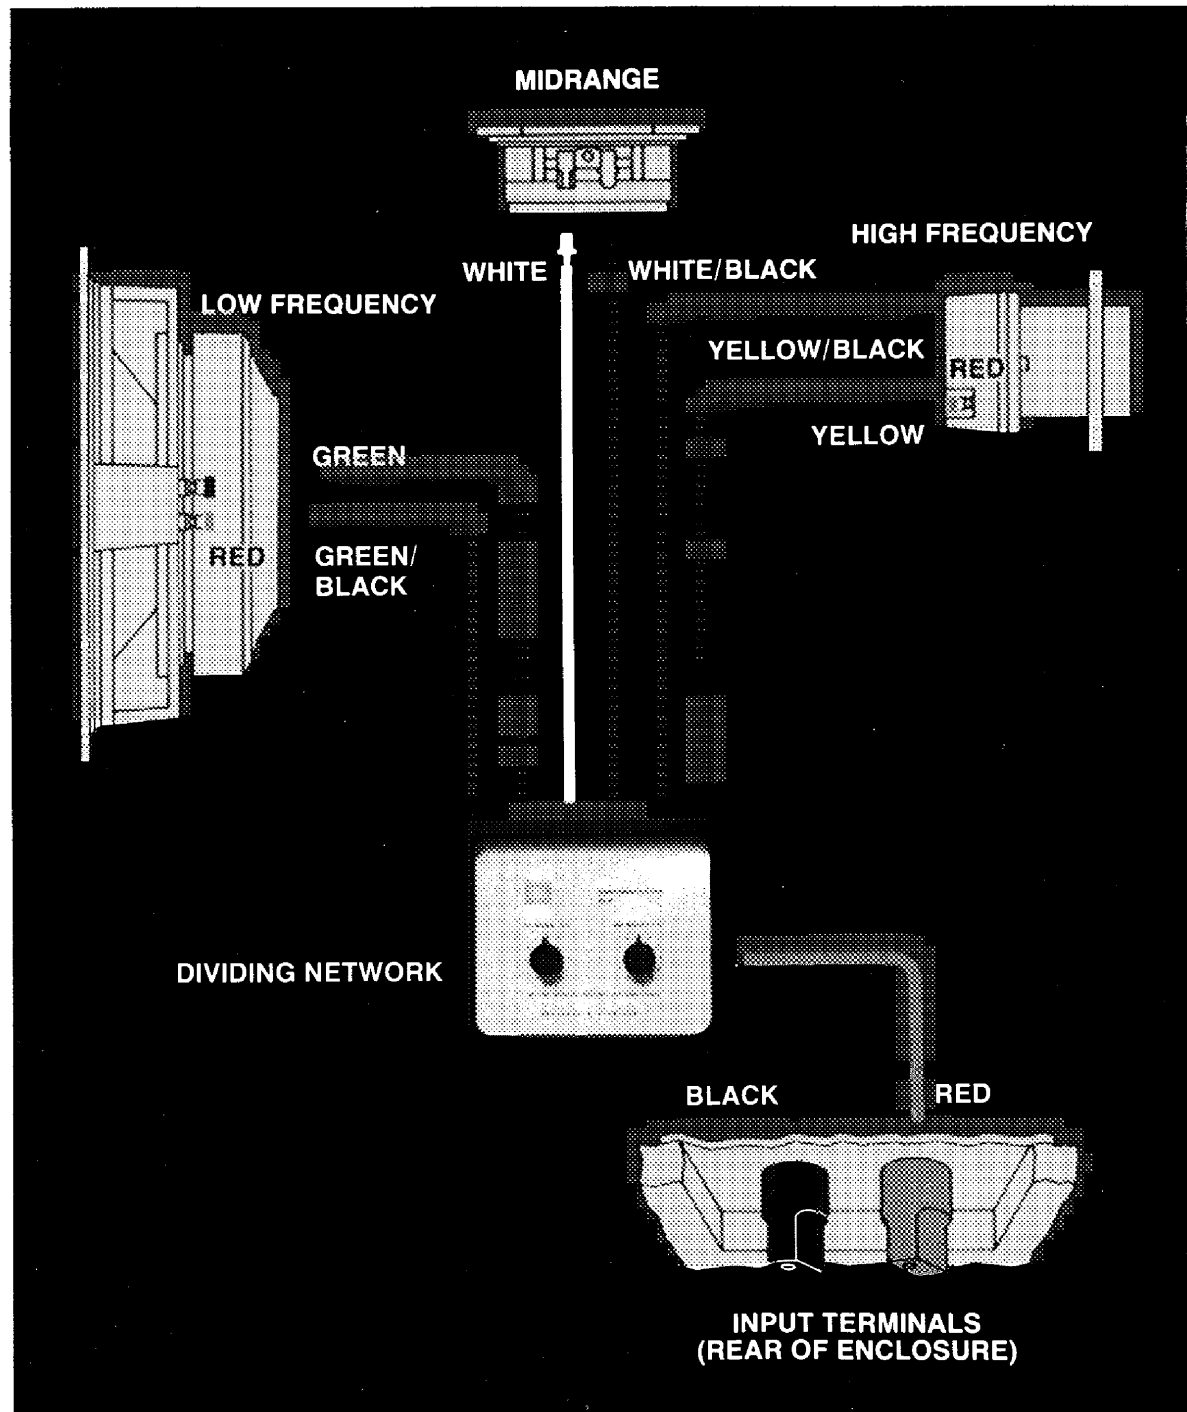 MIDRANGE
HIGH FREQUENCY
WHITE
WHITE/BLACK
LOW FREQUENCY
YELLOW/BLACK
RED
YELLOW
GREEN
RED
GREEN/
BLACK
DIVIDING NETWORK
BLACK
RED
INPUT TERMINALS
(REAR OF ENCLOSURE)